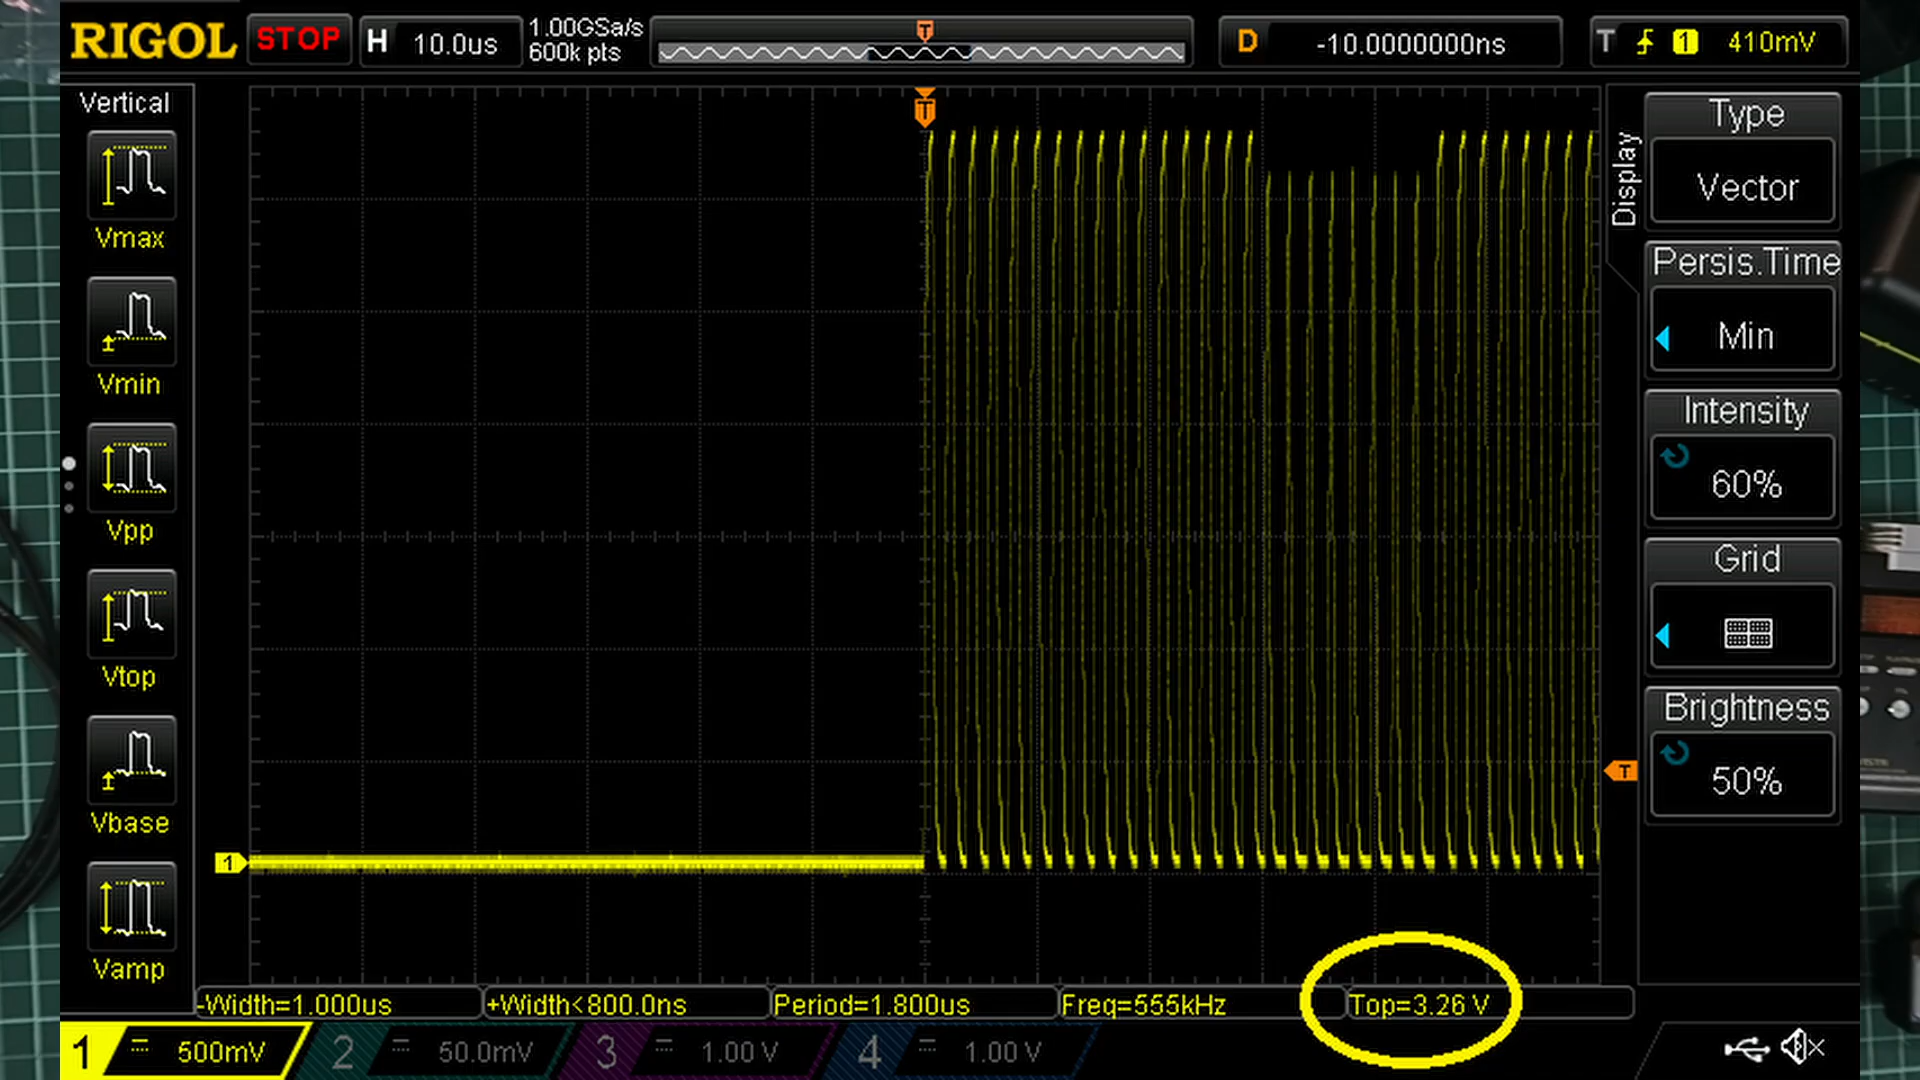 RIGOL STOP H 10.0us 1.00GSa/s 600k pts T D -10.0000000ns T 1 410mV
Vertical
Vmax
Vmin
Vpp
Vtop
Vbase
Vamp
T
1
T
Display
Type
Vector
Persis.Time
Min
Intensity
60%
Grid
Brightness
50%
-Width=1.000us +Width<800.0ns Period=1.800us Freq=555kHz Top=3.26 V
1 500mV 2 50.0mV 3 1.00 V 4 1.00 V